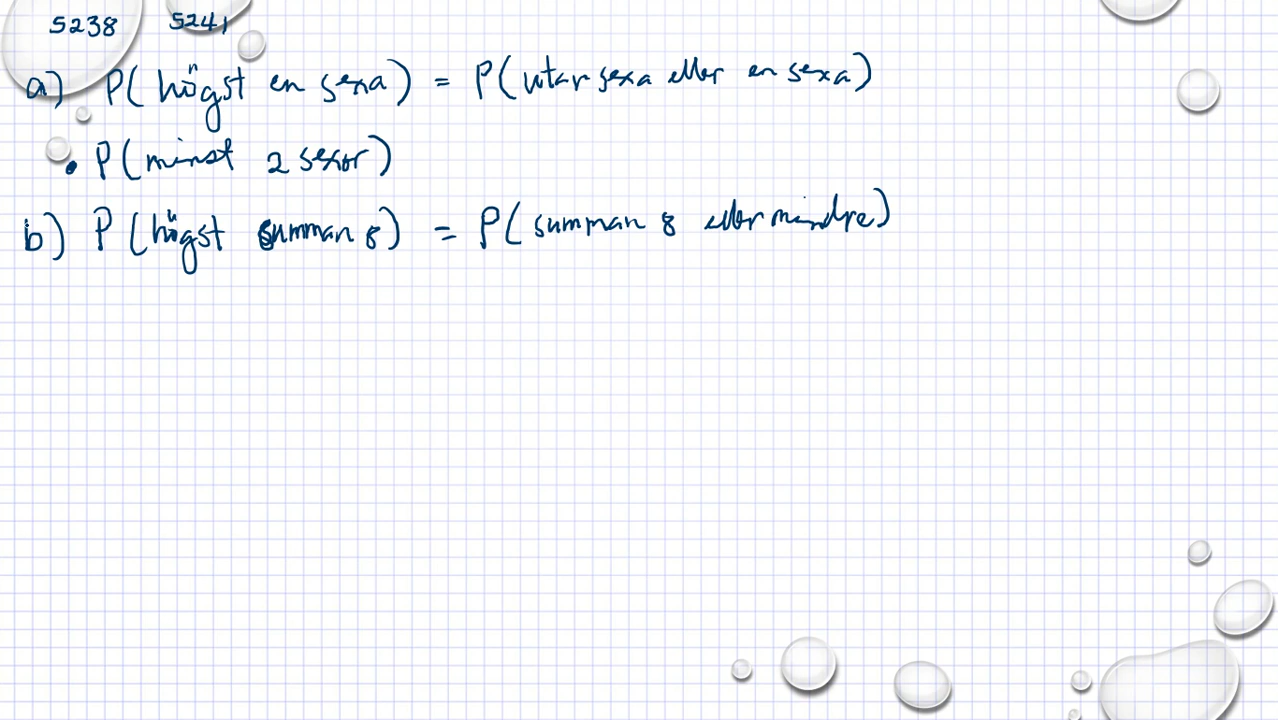 5238 5241
a) P(högst en sexa) = P(utan sexa eller en sexa)
• P(minst 2 sexor)
b) P(högst summan 8) = P(summan 8 eller mindre)